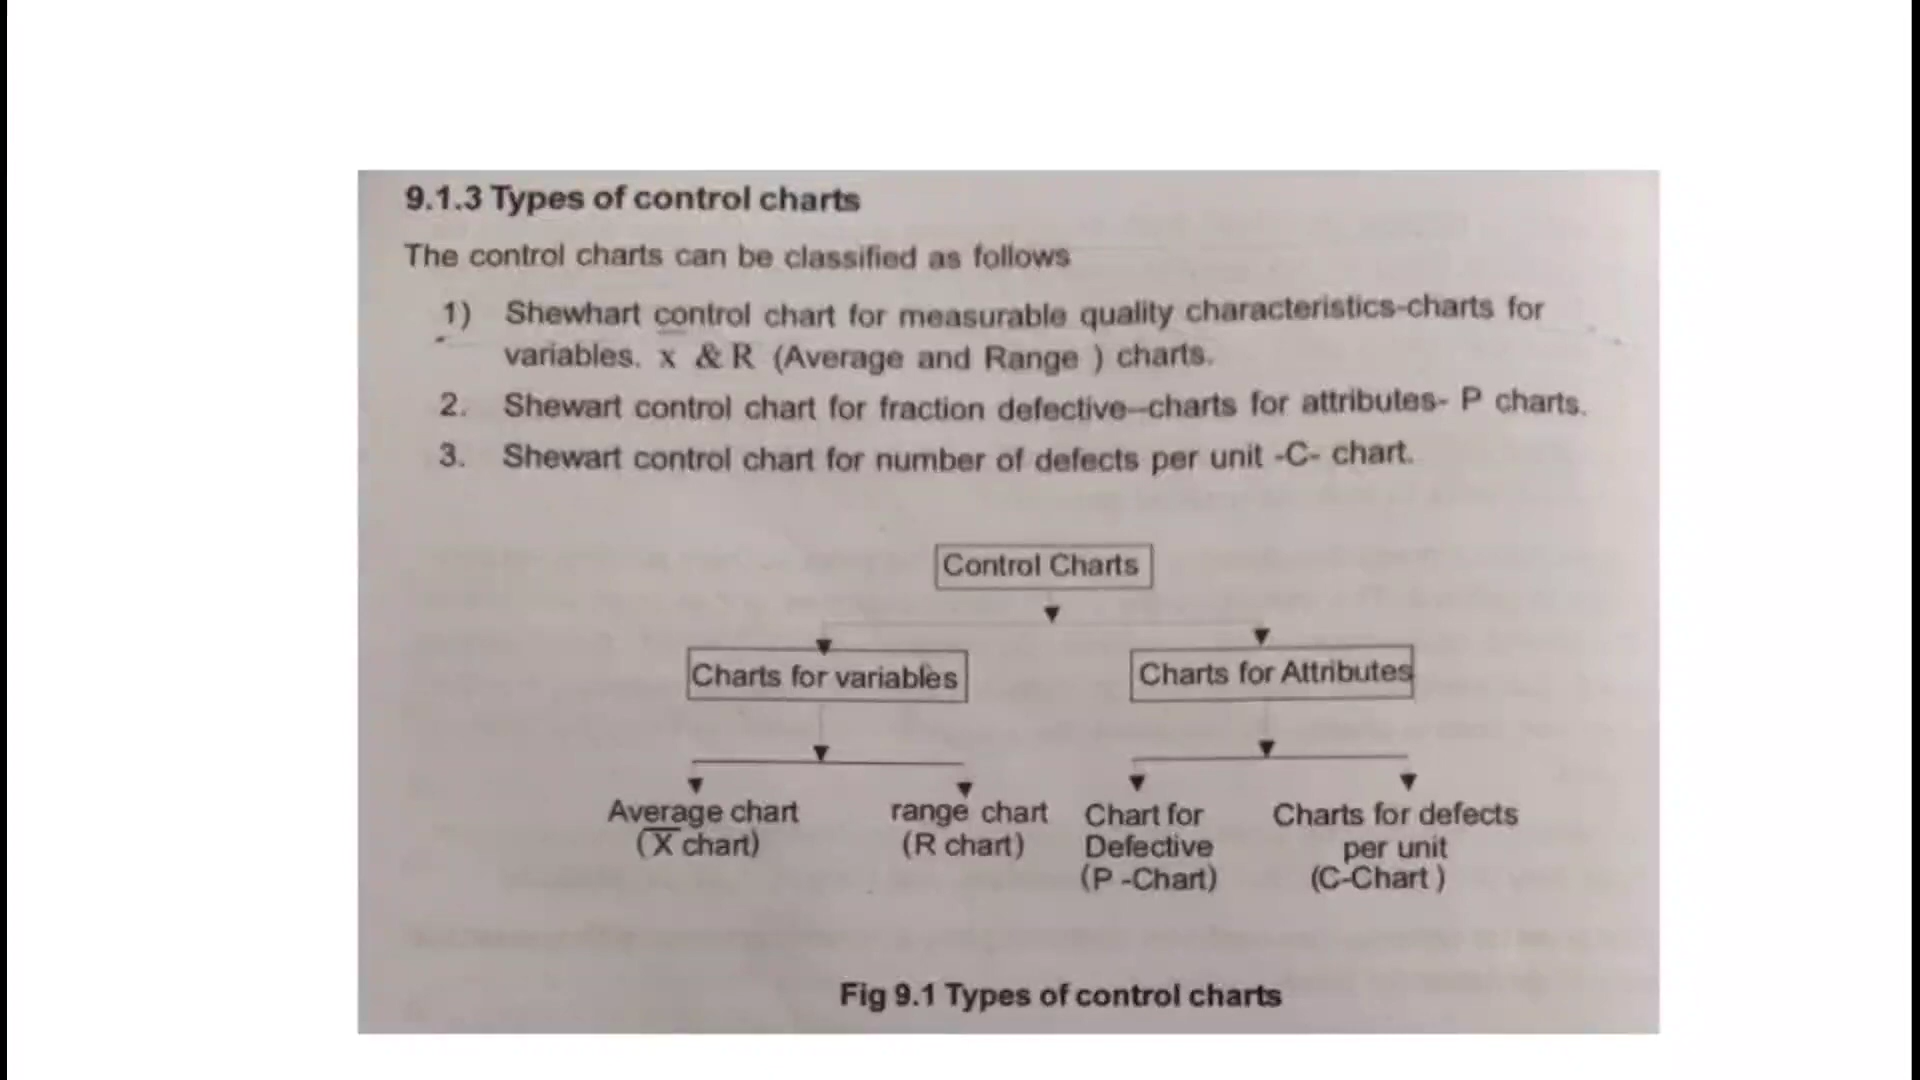 9.1.3 Types of control charts
The control charts can be classified as follows
1) Shewhart control chart for measurable quality characteristics-charts for
variables. x & R (Average and Range ) charts.
2. Shewart control chart for fraction defective–charts for attributes- P charts.
3. Shewart control chart for number of defects per unit -C- chart.
Control Charts
Charts for variables
Charts for Attributes
Average chart
(X̅ chart)
range chart
(R chart)
Chart for
Defective
(P -Chart)
Charts for defects
per unit
(C-Chart )
Fig 9.1 Types of control charts